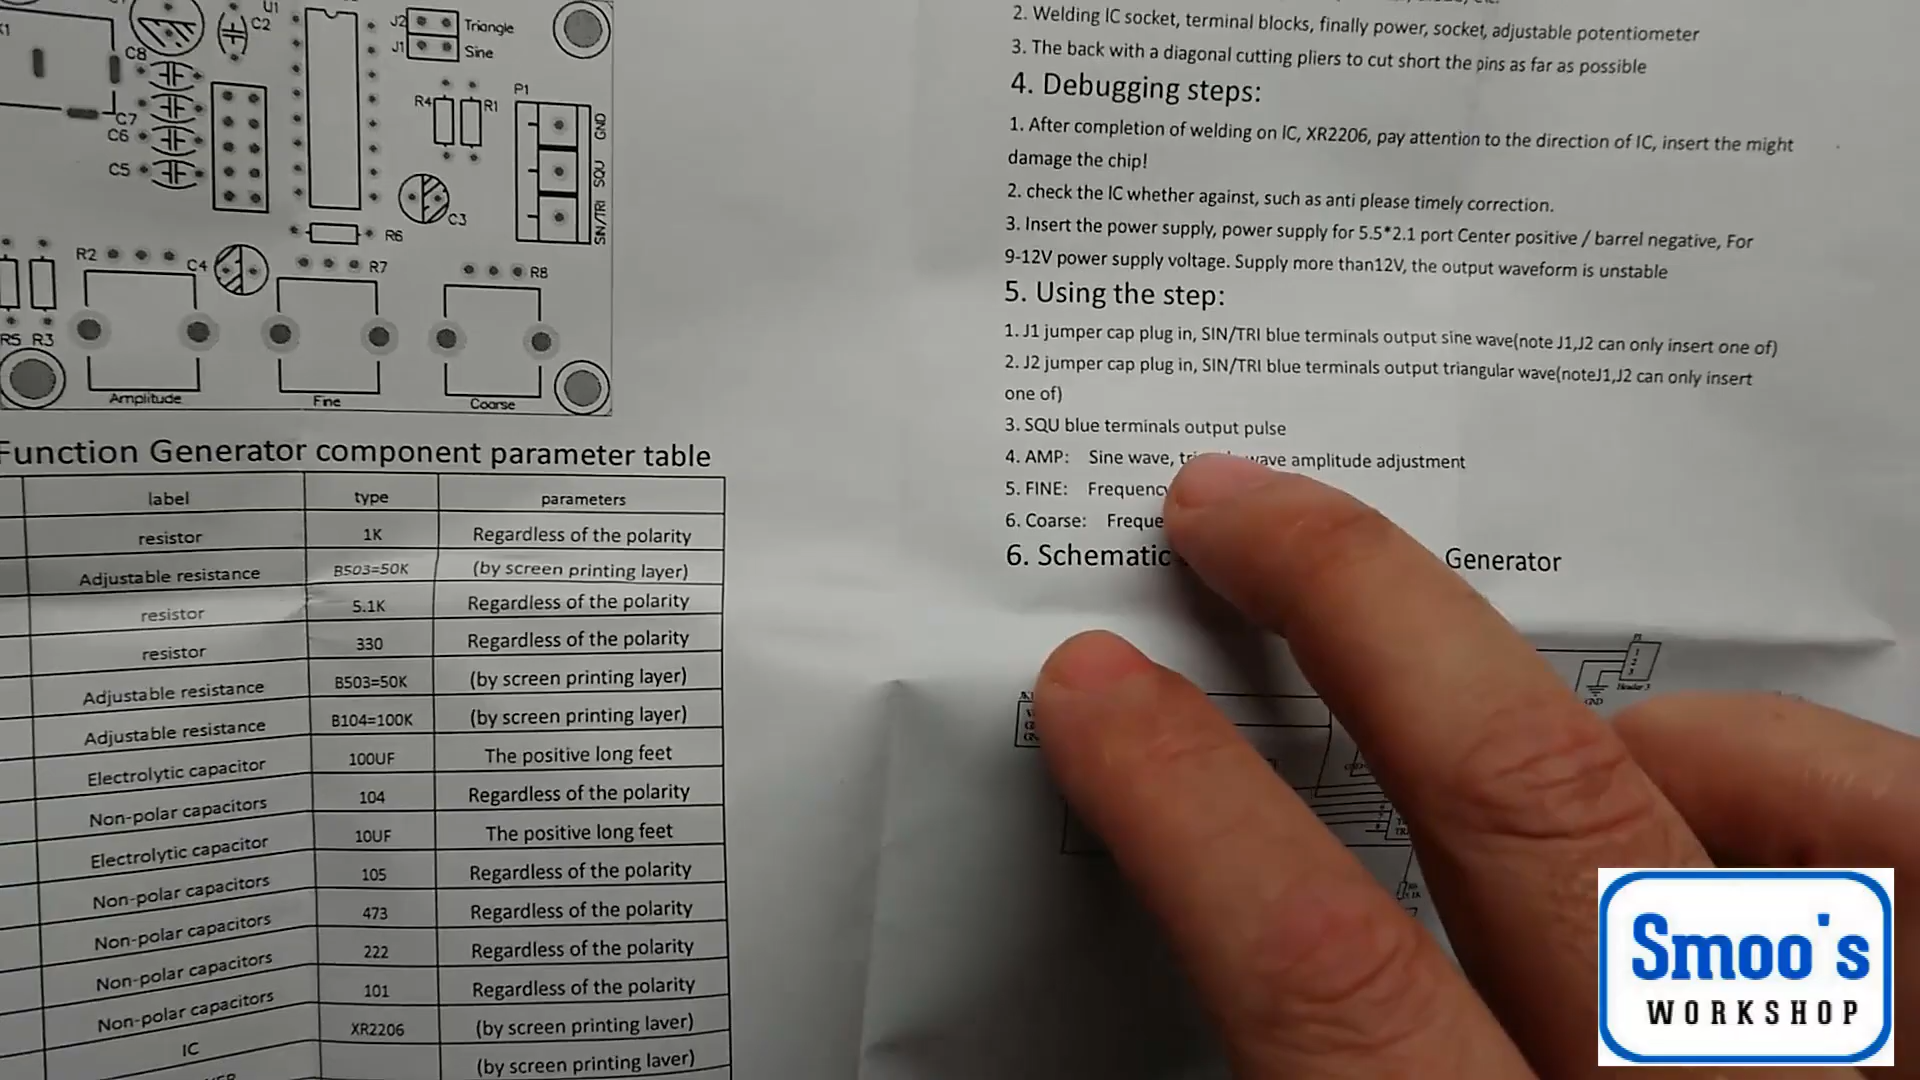 K1
U1
C2
C8
C7
C6
C5
J2 Triangle
J1 Sine
R4 R1
P1
GND
SQU
SN/TRI
C3
R6
R2 C4 R7 R8
R5 R3
Amplitude Fine Coarse
Function Generator component parameter table
label type parameters
resistor 1K Regardless of the polarity
Adjustable resistance B503=50K (by screen printing layer)
resistor 5.1K Regardless of the polarity
resistor 330 Regardless of the polarity
Adjustable resistance B503=50K (by screen printing layer)
Adjustable resistance B104=100K (by screen printing layer)
Electrolytic capacitor 100UF The positive long feet
Non-polar capacitors 104 Regardless of the polarity
Electrolytic capacitor 10UF The positive long feet
Non-polar capacitors 105 Regardless of the polarity
Non-polar capacitors 473 Regardless of the polarity
Non-polar capacitors 222 Regardless of the polarity
Non-polar capacitors 101 Regardless of the polarity
IC XR2206 (by screen printing layer)
(by screen printing layer)
2. Welding IC socket, terminal blocks, finally power, socket, adjustable potentiometer
3. The back with a diagonal cutting pliers to cut short the pins as far as possible
4. Debugging steps:
1. After completion of welding on IC, XR2206, pay attention to the direction of IC, insert the might
damage the chip!
2. check the IC whether against, such as anti please timely correction.
3. Insert the power supply, power supply for 5.5*2.1 port Center positive / barrel negative, For
9-12V power supply voltage. Supply more than12V, the output waveform is unstable
5. Using the step:
1. J1 jumper cap plug in, SIN/TRI blue terminals output sine wave(note J1,J2 can only insert one of)
2. J2 jumper cap plug in, SIN/TRI blue terminals output triangular wave(noteJ1,J2 can only insert
one of)
3. SQU blue terminals output pulse
4. AMP: Sine wave, wave amplitude adjustment
5. FINE: Frequency
6. Coarse:
6. Schematic Generator
Header 3
GND
Smoo's
WORKSHOP